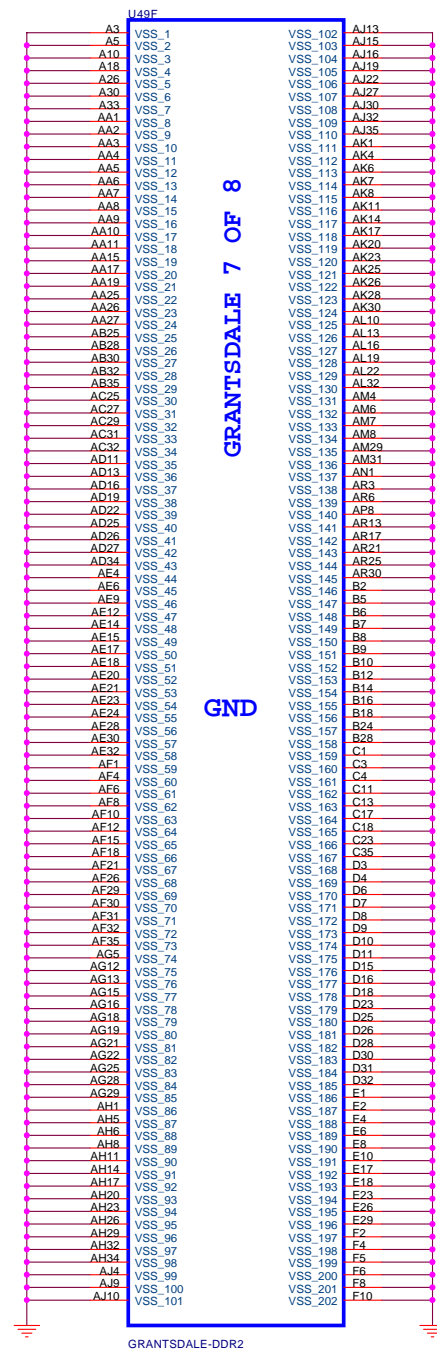 U49F
A3 VSS_1
A5 VSS_2
A10 VSS_3
A18 VSS_4
A26 VSS_5
A30 VSS_6
A33 VSS_7
AA1 VSS_8
AA2 VSS_9
AA3 VSS_10
AA4 VSS_11
AA5 VSS_12
AA6 VSS_13
AA7 VSS_14
AA8 VSS_15
AA9 VSS_16
AA10 VSS_17
AA11 VSS_18
AA15 VSS_19
AA17 VSS_20
AA19 VSS_21
AA25 VSS_22
AA26 VSS_23
AA27 VSS_24
AB25 VSS_25
AB28 VSS_26
AB30 VSS_27
AB32 VSS_28
AB35 VSS_29
AC25 VSS_30
AC27 VSS_31
AC29 VSS_32
AC31 VSS_33
AC32 VSS_34
AD11 VSS_35
AD13 VSS_36
AD16 VSS_37
AD19 VSS_38
AD22 VSS_39
AD25 VSS_40
AD26 VSS_41
AD27 VSS_42
AD34 VSS_43
AE4 VSS_44
AE6 VSS_45
AE9 VSS_46
AE12 VSS_47
AE14 VSS_48
AE15 VSS_49
AE17 VSS_50
AE18 VSS_51
AE20 VSS_52
AE21 VSS_53
AE23 VSS_54
AE24 VSS_55
AE28 VSS_56
AE30 VSS_57
AE32 VSS_58
AF1 VSS_59
AF4 VSS_60
AF6 VSS_61
AF8 VSS_62
AF10 VSS_63
AF12 VSS_64
AF15 VSS_65
AF18 VSS_66
AF21 VSS_67
AF26 VSS_68
AF29 VSS_69
AF30 VSS_70
AF31 VSS_71
AF32 VSS_72
AF35 VSS_73
AG5 VSS_74
AG12 VSS_75
AG13 VSS_76
AG15 VSS_77
AG16 VSS_78
AG18 VSS_79
AG19 VSS_80
AG21 VSS_81
AG22 VSS_82
AG25 VSS_83
AG28 VSS_84
AG29 VSS_85
AH1 VSS_86
AH5 VSS_87
AH6 VSS_88
AH8 VSS_89
AH11 VSS_90
AH14 VSS_91
AH17 VSS_92
AH20 VSS_93
AH23 VSS_94
AH26 VSS_95
AH29 VSS_96
AH32 VSS_97
AH34 VSS_98
AJ4 VSS_99
AJ9 VSS_100
AJ10 VSS_101
GRANTSDALE 7 OF 8
GND
VSS_102 AJ13
VSS_103 AJ15
VSS_104 AJ16
VSS_105 AJ19
VSS_106 AJ22
VSS_107 AJ27
VSS_108 AJ30
VSS_109 AJ32
VSS_110 AJ35
VSS_111 AK1
VSS_112 AK4
VSS_113 AK6
VSS_114 AK7
VSS_115 AK8
VSS_116 AK11
VSS_117 AK14
VSS_118 AK17
VSS_119 AK20
VSS_120 AK23
VSS_121 AK25
VSS_122 AK26
VSS_123 AK28
VSS_124 AK30
VSS_125 AL10
VSS_126 AL13
VSS_127 AL16
VSS_128 AL19
VSS_129 AL22
VSS_130 AL32
VSS_131 AM4
VSS_132 AM6
VSS_133 AM7
VSS_134 AM8
VSS_135 AM29
VSS_136 AM31
VSS_137 AN1
VSS_138 AR3
VSS_139 AR6
VSS_140 AP8
VSS_141 AR13
VSS_142 AR17
VSS_143 AR21
VSS_144 AR25
VSS_145 AR30
VSS_146 B2
VSS_147 B5
VSS_148 B6
VSS_149 B7
VSS_150 B8
VSS_151 B9
VSS_152 B10
VSS_153 B12
VSS_154 B14
VSS_155 B16
VSS_156 B18
VSS_157 B24
VSS_158 B28
VSS_159 C1
VSS_160 C3
VSS_161 C4
VSS_162 C11
VSS_163 C13
VSS_164 C17
VSS_165 C18
VSS_166 C23
VSS_167 C35
VSS_168 D3
VSS_169 D4
VSS_170 D6
VSS_171 D7
VSS_172 D8
VSS_173 D9
VSS_174 D10
VSS_175 D11
VSS_176 D15
VSS_177 D16
VSS_178 D18
VSS_179 D23
VSS_180 D25
VSS_181 D26
VSS_182 D28
VSS_183 D30
VSS_184 D31
VSS_185 D32
VSS_186 E1
VSS_187 E2
VSS_188 E4
VSS_189 E6
VSS_190 E8
VSS_191 E10
VSS_192 E17
VSS_193 E18
VSS_194 E23
VSS_195 E26
VSS_196 E29
VSS_197 F2
VSS_198 F4
VSS_199 F5
VSS_200 F6
VSS_201 F8
VSS_202 F10
GRANTSDALE-DDR2